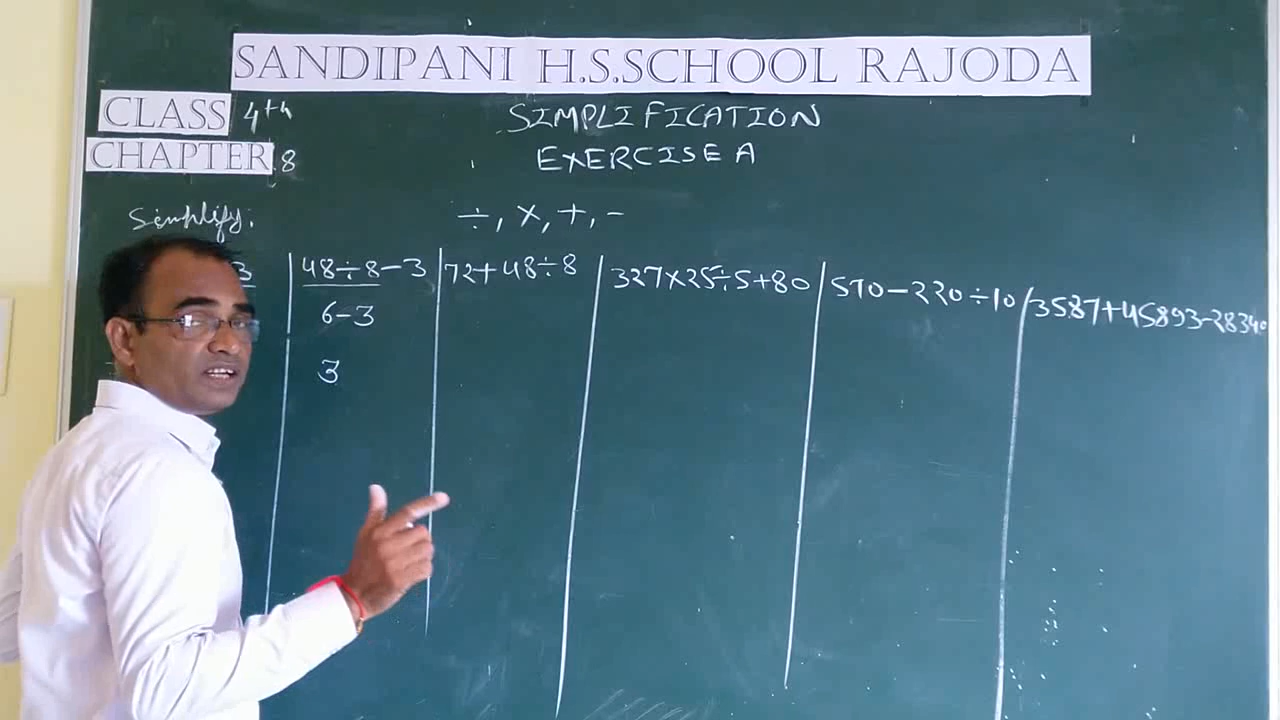 SANDIPANI H.S.SCHOOL RAJODA
CLASS 4th
SIMPLIFICATION
CHAPTER 8
EXERCISE A
Simplify:
÷, ×, +, -
3
48÷8-3
72+48÷8
327×25÷5+80
570-220÷10
3587+45893-28340
6-3
3